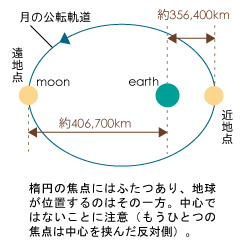 月の公転軌道
約356,400km
遠地点
moon
earth
近地点
約406,700km
楕円の焦点にはふたつあり、地球
が位置するのはその一方。中心で
はないことに注意(もうひとつの
焦点は中心を挟んだ反対側)。